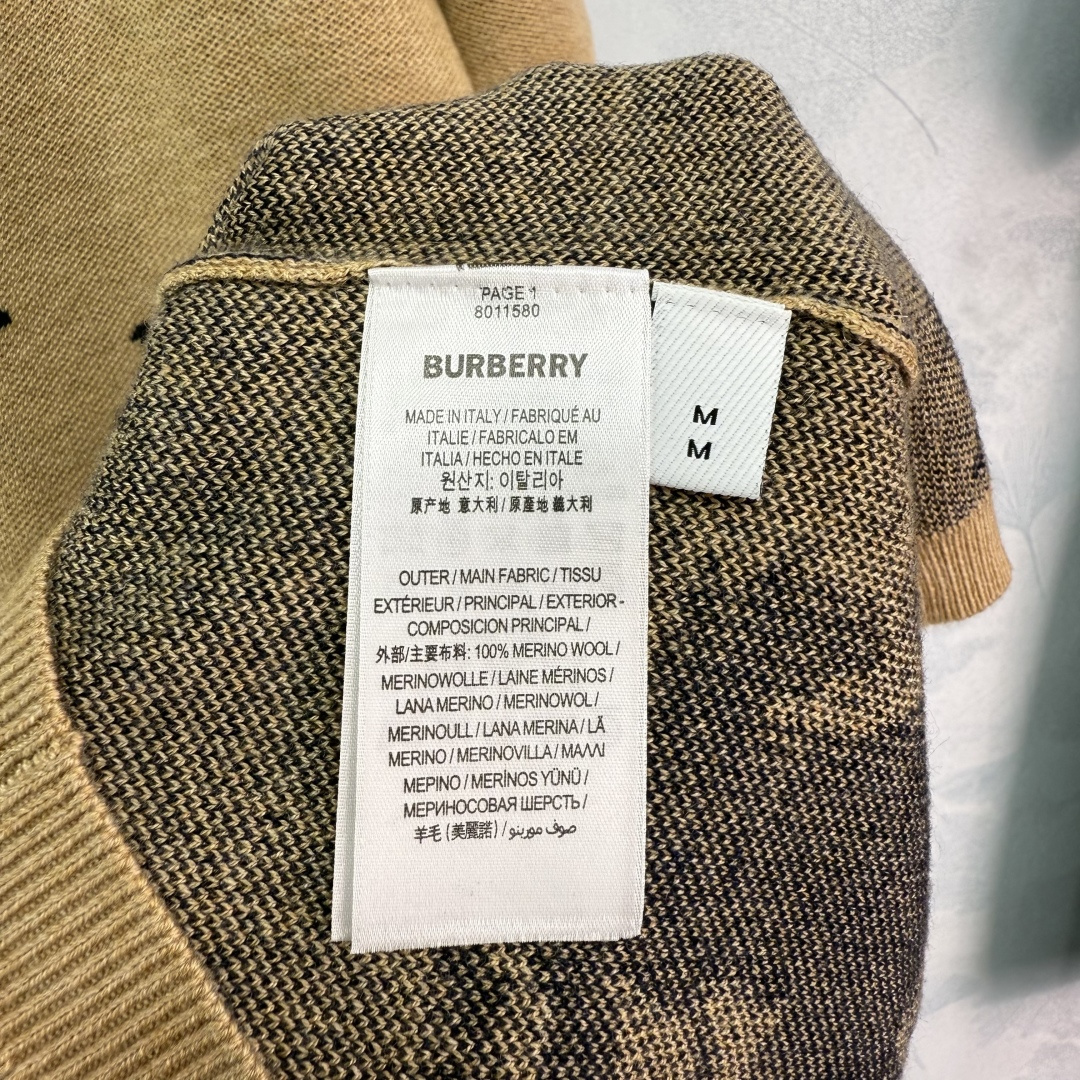 PAGE 1
8011580
BURBERRY
MADE IN ITALY / FABRIQUÉ AU
ITALIE / FABRICALO EM
ITALIA / HECHO EN ITALE
원산지: 이탈리아
原产地 意大利 / 原產地 義大利
OUTER / MAIN FABRIC / TISSU
EXTÉRIEUR / PRINCIPAL / EXTERIOR -
COMPOSICION PRINCIPAL /
外部/主要布料: 100% MERINO WOOL /
MERINOWOLLE / LAINE MÉRINOS /
LANA MERINO / MERINOWOL /
MERINOULL / LANA MERINA / LÃ
MERINO / MERINOVILLA / ΜΑΛΛΙ
ΜΕΡΙΝΟ / MERİNOS YÜNÜ /
МЕРИНОСОВАЯ ШЕРСТЬ /
羊毛 (美麗諾) / صوف مورينو
M
M